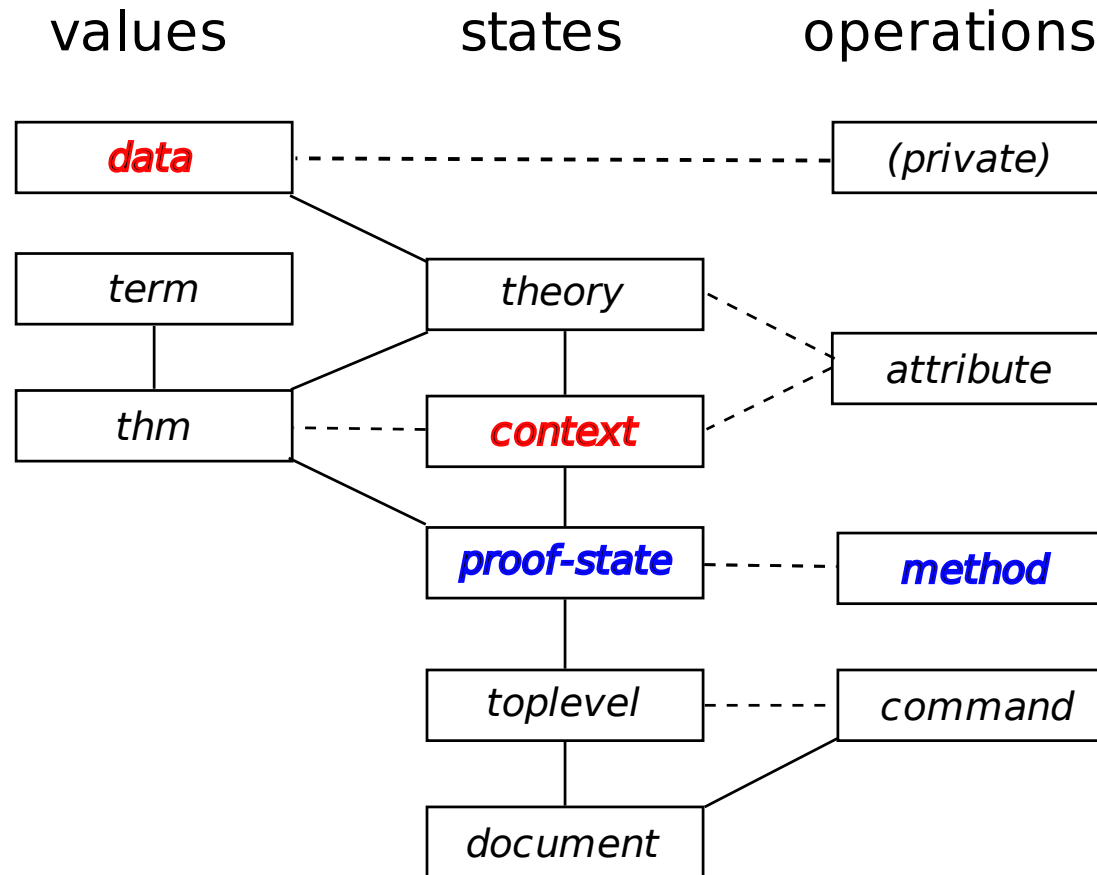 values states operations
data (private)
term theory
thm context attribute
proof-state method
toplevel command
document